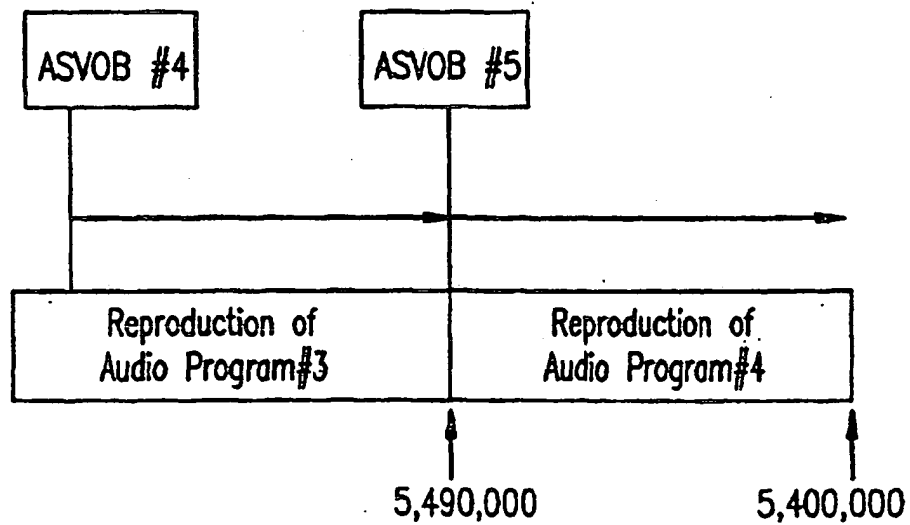 ASVOB #4
ASVOB #5
Reproduction of
Audio Program#3
Reproduction of
Audio Program#4
5,490,000
5,400,000